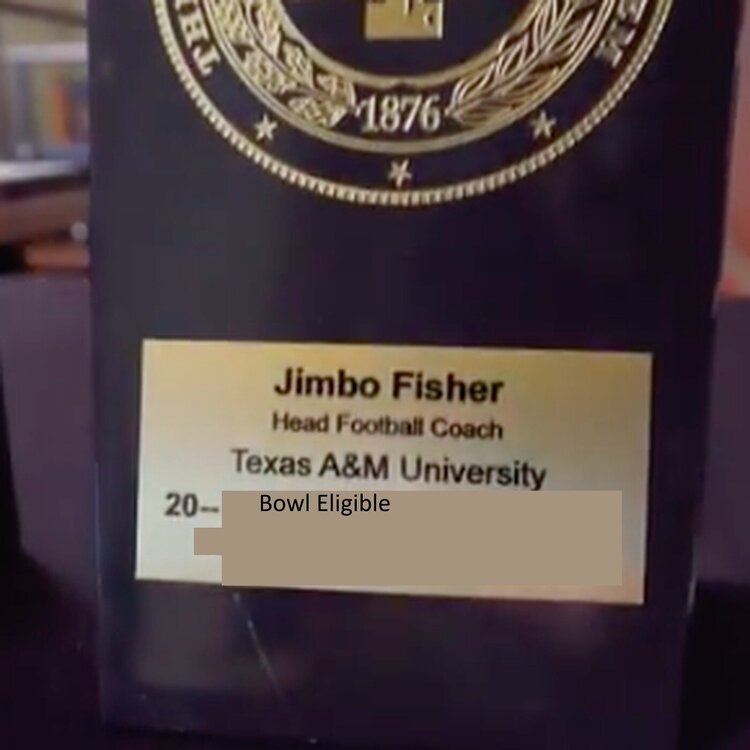 1876
Jimbo Fisher
Head Football Coach
Texas A&M University
20-- Bowl Eligible